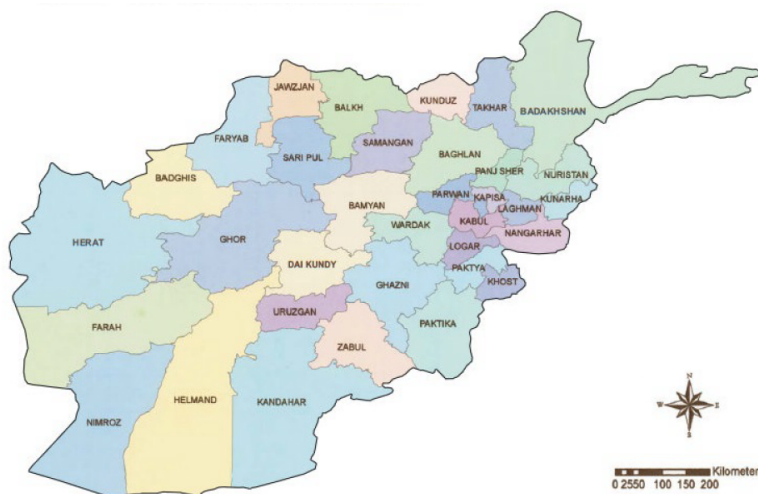 JAWZJAN
BALKH
KUNDUZ
TAKHAR
BADAKHSHAN
FARYAB
SARI PUL
SAMANGAN
BAGHLAN
PANJ SHER
NURISTAN
BADGHIS
BAMYAN
PARWAN
KAPISA
LAGHMAN
KUNARHA
HERAT
GHOR
WARDAK
KABUL
NANGARHAR
LOGAR
DAI KUNDY
GHAZNI
PAKTYA
KHOST
FARAH
URUZGAN
PAKTIKA
ZABUL
NIMROZ
HELMAND
KANDAHAR
N
W E
S
Kilometer
0 2550 100 150 200